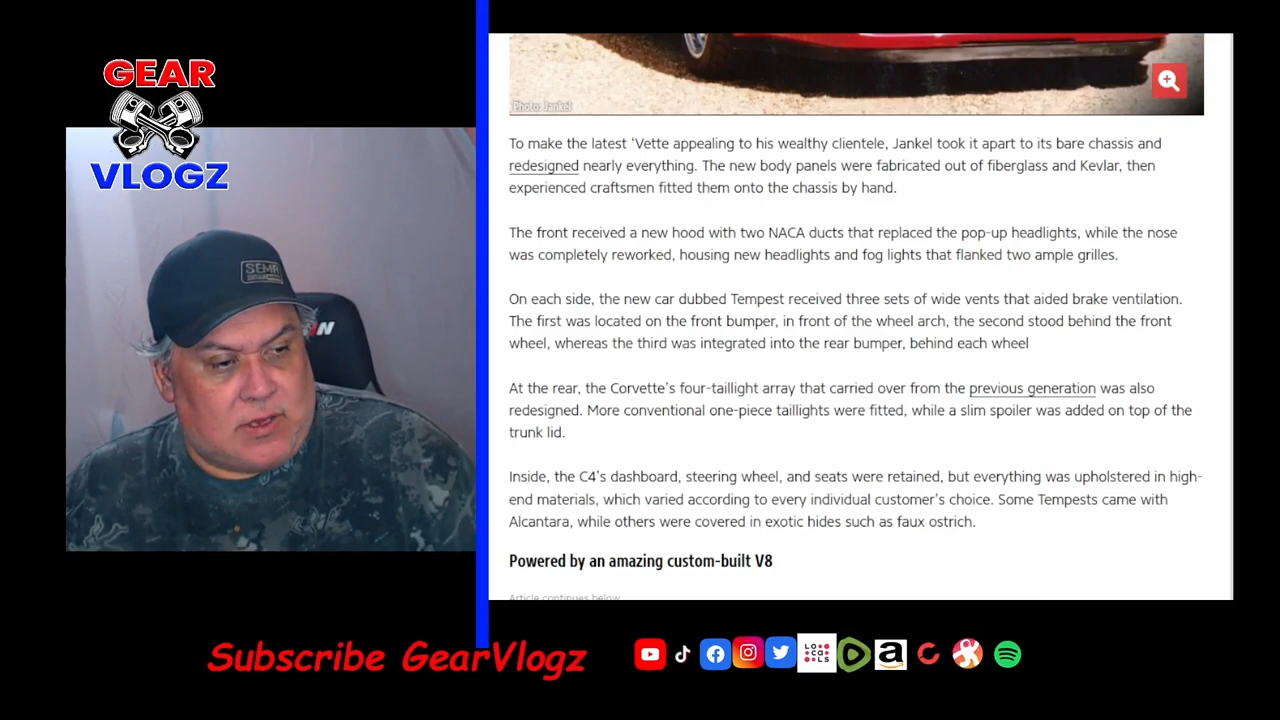 GEAR
VLOGZ
SEMA
Photo: Jankel
To make the latest ‘Vette appealing to his wealthy clientele, Jankel took it apart to its bare chassis and
redesigned nearly everything. The new body panels were fabricated out of fiberglass and Kevlar, then
experienced craftsmen fitted them onto the chassis by hand.
The front received a new hood with two NACA ducts that replaced the pop-up headlights, while the nose
was completely reworked, housing new headlights and fog lights that flanked two ample grilles.
On each side, the new car dubbed Tempest received three sets of wide vents that aided brake ventilation.
The first was located on the front bumper, in front of the wheel arch, the second stood behind the front
wheel, whereas the third was integrated into the rear bumper, behind each wheel
At the rear, the Corvette's four-taillight array that carried over from the previous generation was also
redesigned. More conventional one-piece taillights were fitted, while a slim spoiler was added on top of the
trunk lid.
Inside, the C4's dashboard, steering wheel, and seats were retained, but everything was upholstered in high-
end materials, which varied according to every individual customer's choice. Some Tempests came with
Alcantara, while others were covered in exotic hides such as faux ostrich.
Powered by an amazing custom-built V8
Article continues below
Subscribe GearVlogz
LOCALS